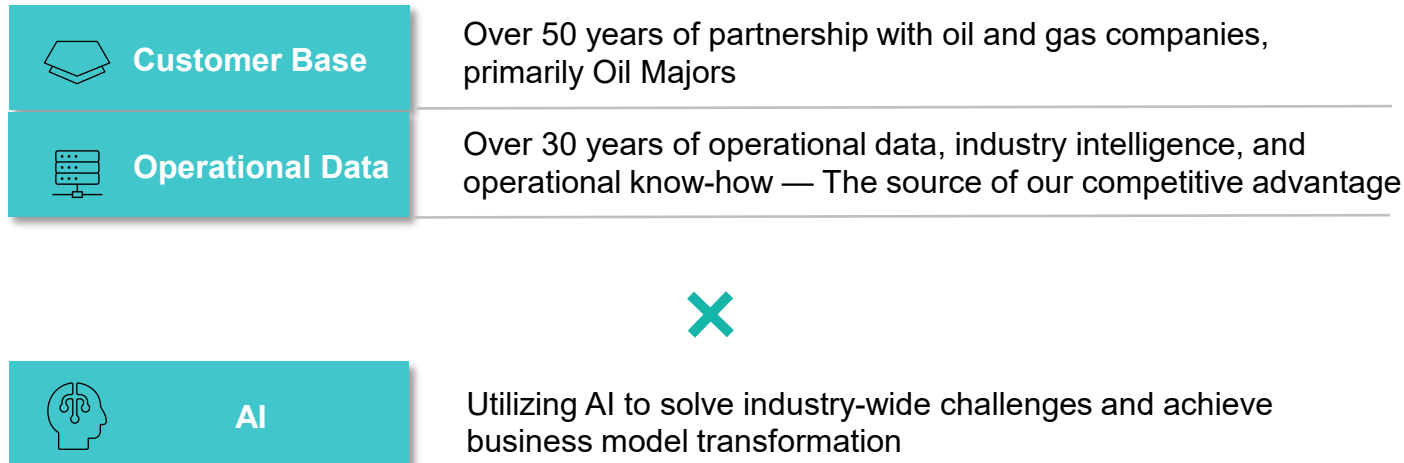 Customer Base
Over 50 years of partnership with oil and gas companies,
primarily Oil Majors
Operational Data
Over 30 years of operational data, industry intelligence, and
operational know-how — The source of our competitive advantage
×
AI
Utilizing AI to solve industry-wide challenges and achieve
business model transformation